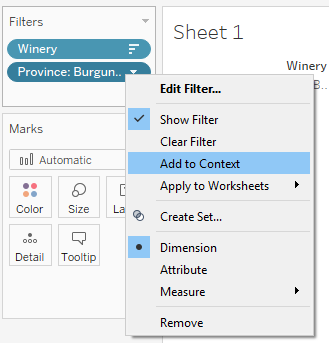 Filters
Sheet 1
Winery
Province: Burgun..
Winery
B..
Edit Filter...
Show Filter
Clear Filter
Add to Context
Apply to Worksheets
Create Set...
Dimension
Attribute
Measure
Remove
Marks
Automatic
Color
Size
La
Detail
Tooltip